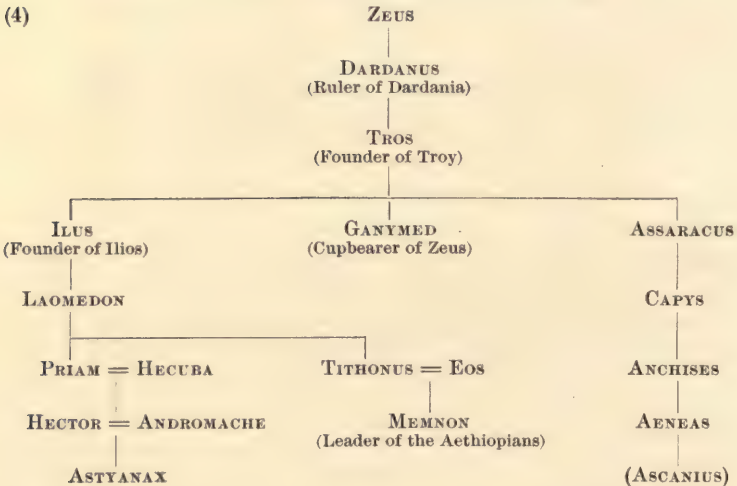 (4)
ZEUS
DARDANUS
(Ruler of Dardania)
TROS
(Founder of Troy)
ILUS
(Founder of Ilios)
GANYMED
(Cupbearer of Zeus)
ASSARACUS
LAOMEDON
CAPYS
PRIAM = HECUBA
TITHONUS = EOS
ANCHISES
HECTOR = ANDROMACHE
MEMNON
(Leader of the Aethiopians)
AENEAS
ASTYANAX
(ASCANIUS)